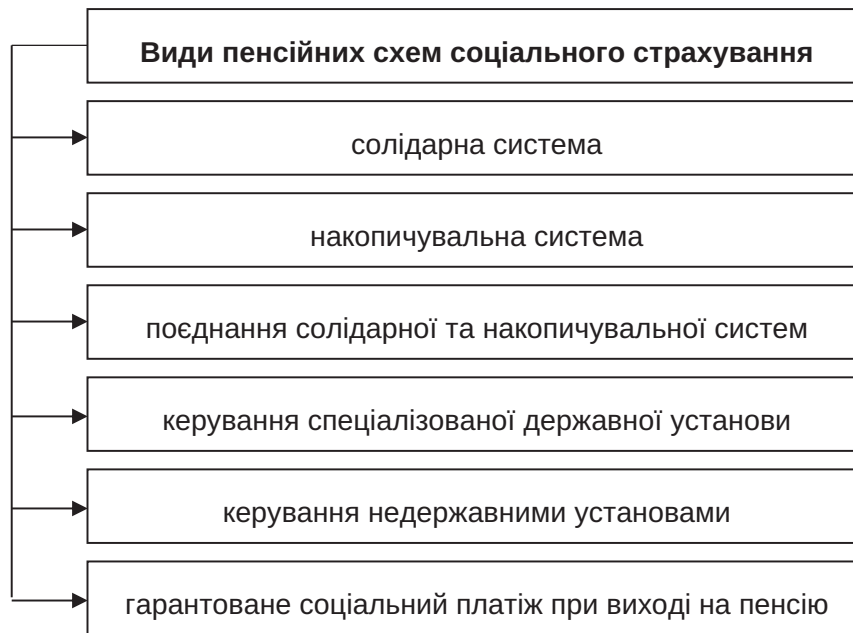 Види пенсійних схем соціального страхування
солідарна система
накопичувальна система
поєднання солідарної та накопичувальної систем
керування спеціалізованої державної установи
керування недержавними установами
гарантоване соціальний платіж при виході на пенсію